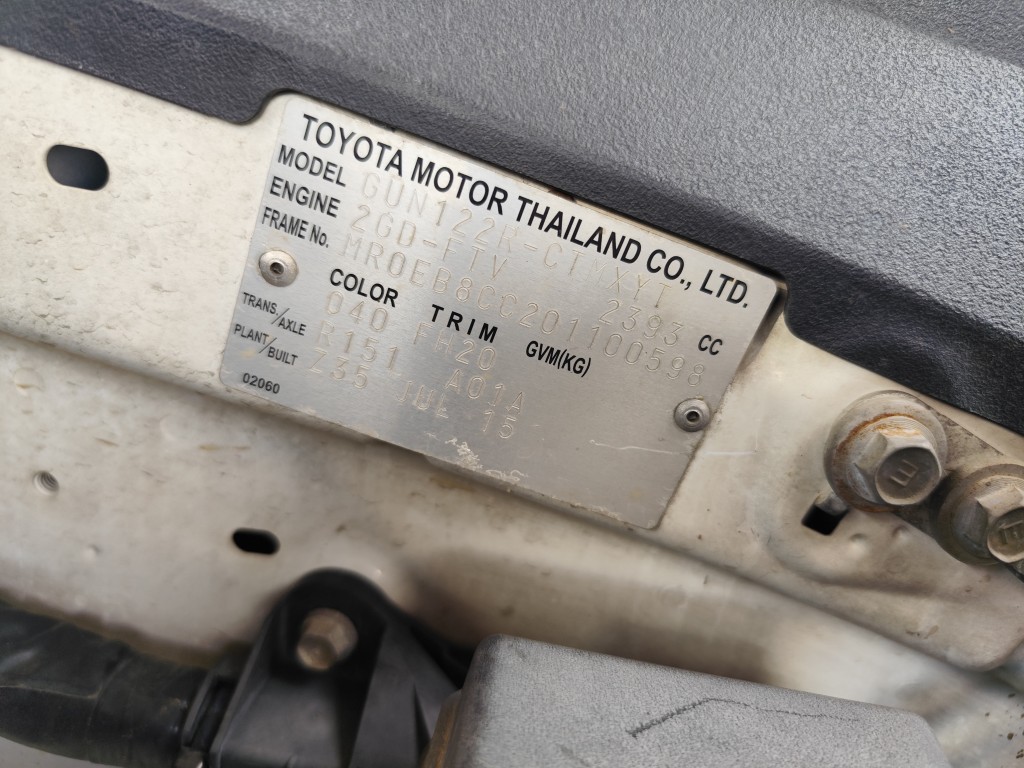 TOYOTA MOTOR THAILAND CO., LTD.
MODEL GUN122R-CTMXYT
ENGINE 2GD-FTV 2393 CC
FRAME No. MR0EB8CC201100598
COLOR TRIM GVM(KG)
040 FH20
TRANS/AXLE R151 A01A
PLANT/BUILT Z35 JUL 15
02060
E